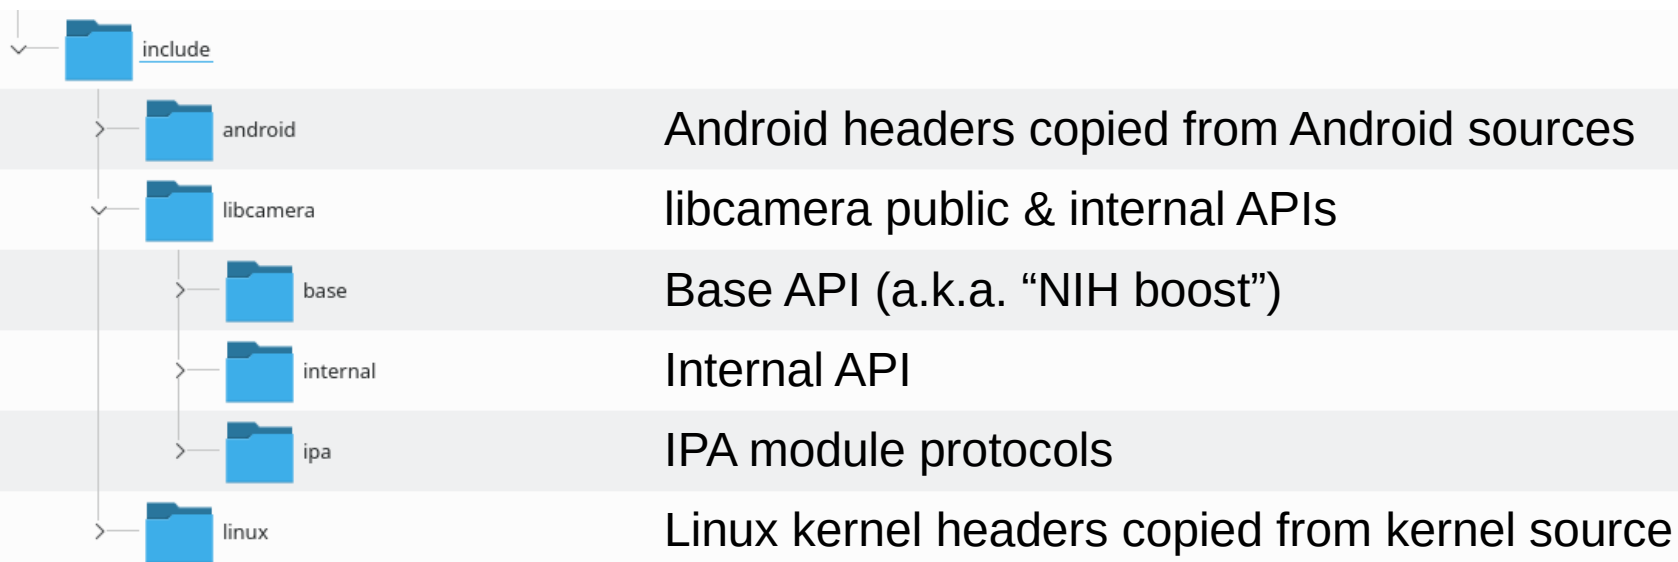 include
android Android headers copied from Android sources
libcamera libcamera public & internal APIs
base Base API (a.k.a. “NIH boost”)
internal Internal API
ipa IPA module protocols
linux Linux kernel headers copied from kernel source